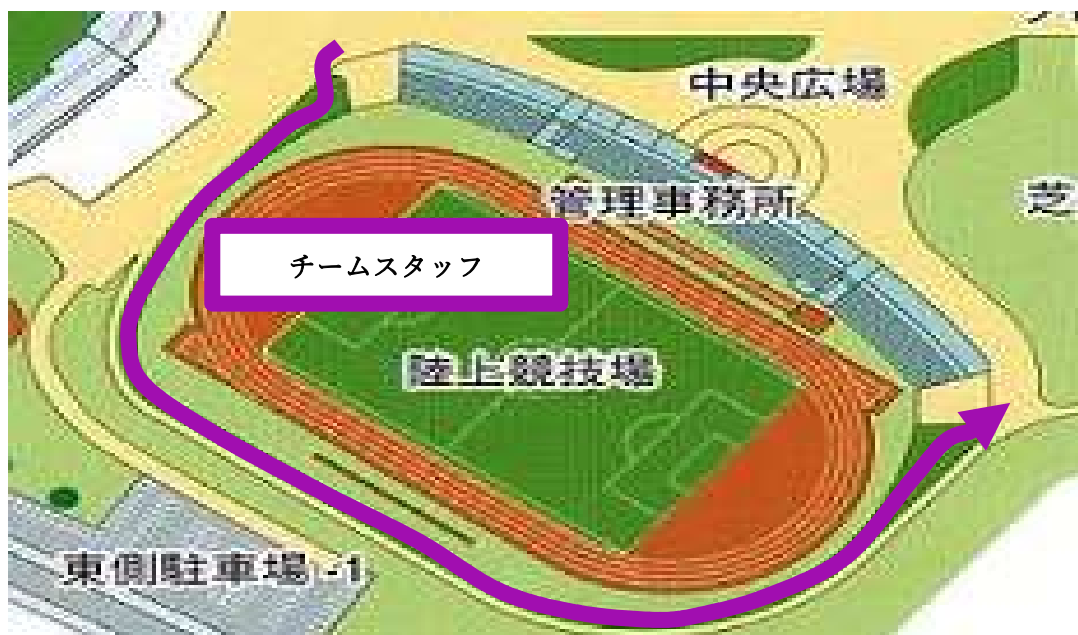 中央広場
芝
管理事務所
チームスタッフ
陸上競技場
東側駐車場 -1